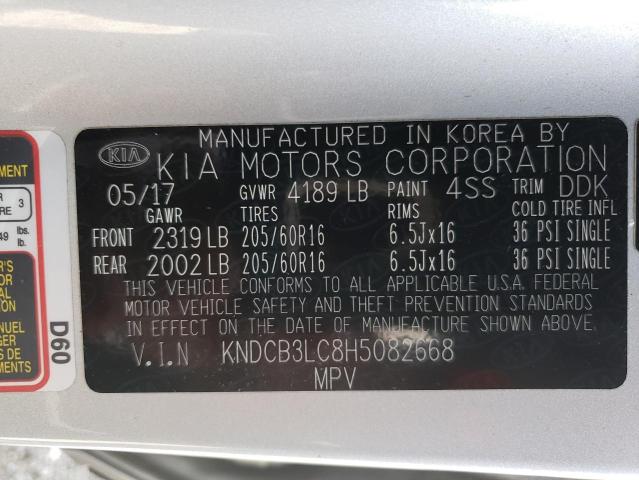 MANUFACTURED IN KOREA BY
KIA KIA MOTORS CORPORATION
05/17 GVWR 4189 LB PAINT 4SS TRIM DDK
GAWR TIRES RIMS COLD TIRE INFL
FRONT 2319 LB 205/60R16 6.5Jx16 36 PSI SINGLE
REAR 2002 LB 205/60R16 6.5Jx16 36 PSI SINGLE
THIS VEHICLE CONFORMS TO ALL APPLICABLE U.S.A. FEDERAL
MOTOR VEHICLE SAFETY AND THEFT PREVENTION STANDARDS
IN EFFECT ON THE DATE OF MANUFACTURE SHOWN ABOVE.
V.I.N KNDCB3LC8H5082668
MPV
D60
3
lbs.
lb.